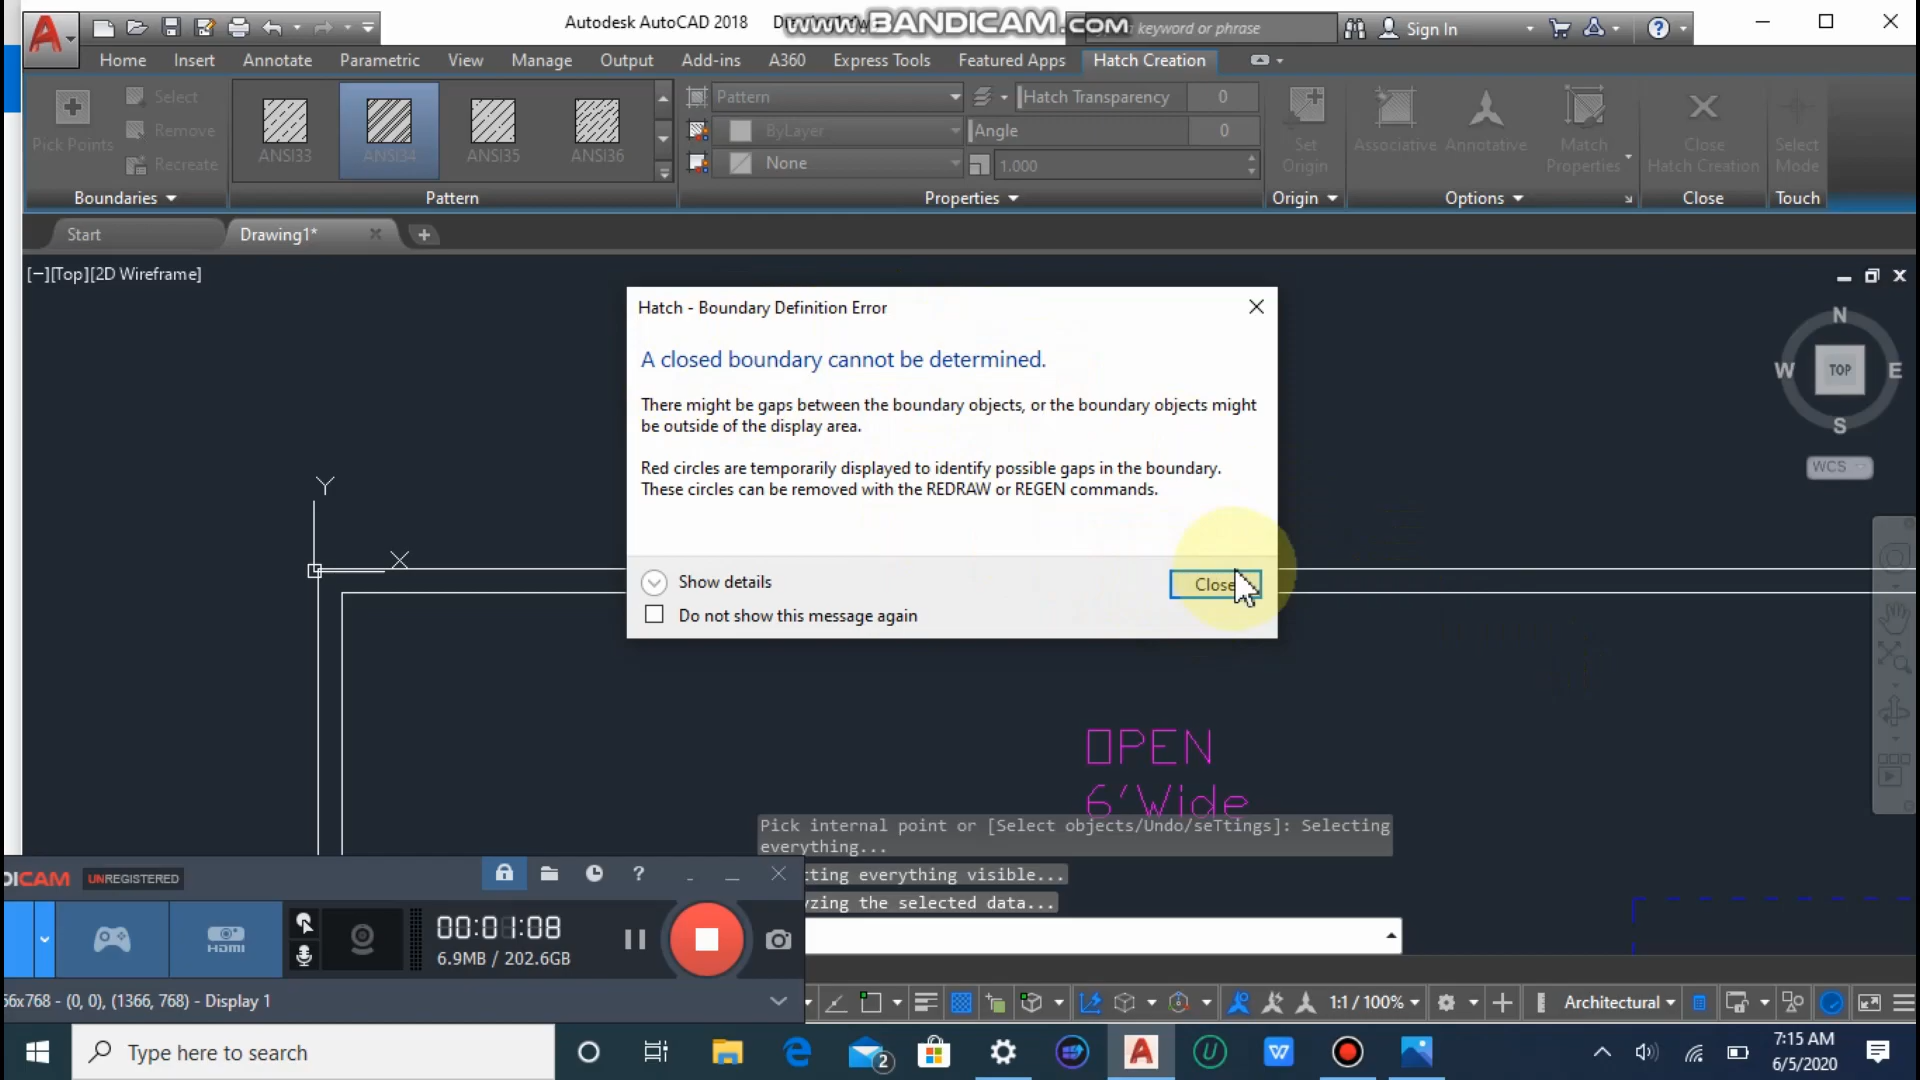 Autodesk AutoCAD 2018
www.BANDICAM.com
keyword or phrase
Sign In
Home Insert Annotate Parametric View Manage Output Add-ins A360 Express Tools Featured Apps Hatch Creation
Pick Points
Select
Remove
Recreate
ANSI33
ANSI34
ANSI35
ANSI36
Pattern
ByLayer
None
Hatch Transparency 0
Angle 0
1.000
Set
Origin
Associative
Annotative
Match
Properties
Close
Hatch Creation
Select
Mode
Boundaries
Pattern
Properties
Origin
Options
Close
Touch
Start
Drawing1*
[−][Top][2D Wireframe]
N
W
TOP
E
S
WCS
Hatch - Boundary Definition Error
A closed boundary cannot be determined.
There might be gaps between the boundary objects, or the boundary objects might
be outside of the display area.
Red circles are temporarily displayed to identify possible gaps in the boundary.
These circles can be removed with the REDRAW or REGEN commands.
Show details
Close
Do not show this message again
Y
X
OPEN
6'Wide
Pick internal point or [Select objects/Undo/seTtings]: Selecting
everything...
cting everything visible...
yzing the selected data...
DICAM UNREGISTERED
?
HDMI
00:01:08
6.9MB / 202.6GB
66x768 - (0, 0), (1366, 768) - Display 1
1:1 / 100%
Architectural
Type here to search
2
7:15 AM
6/5/2020